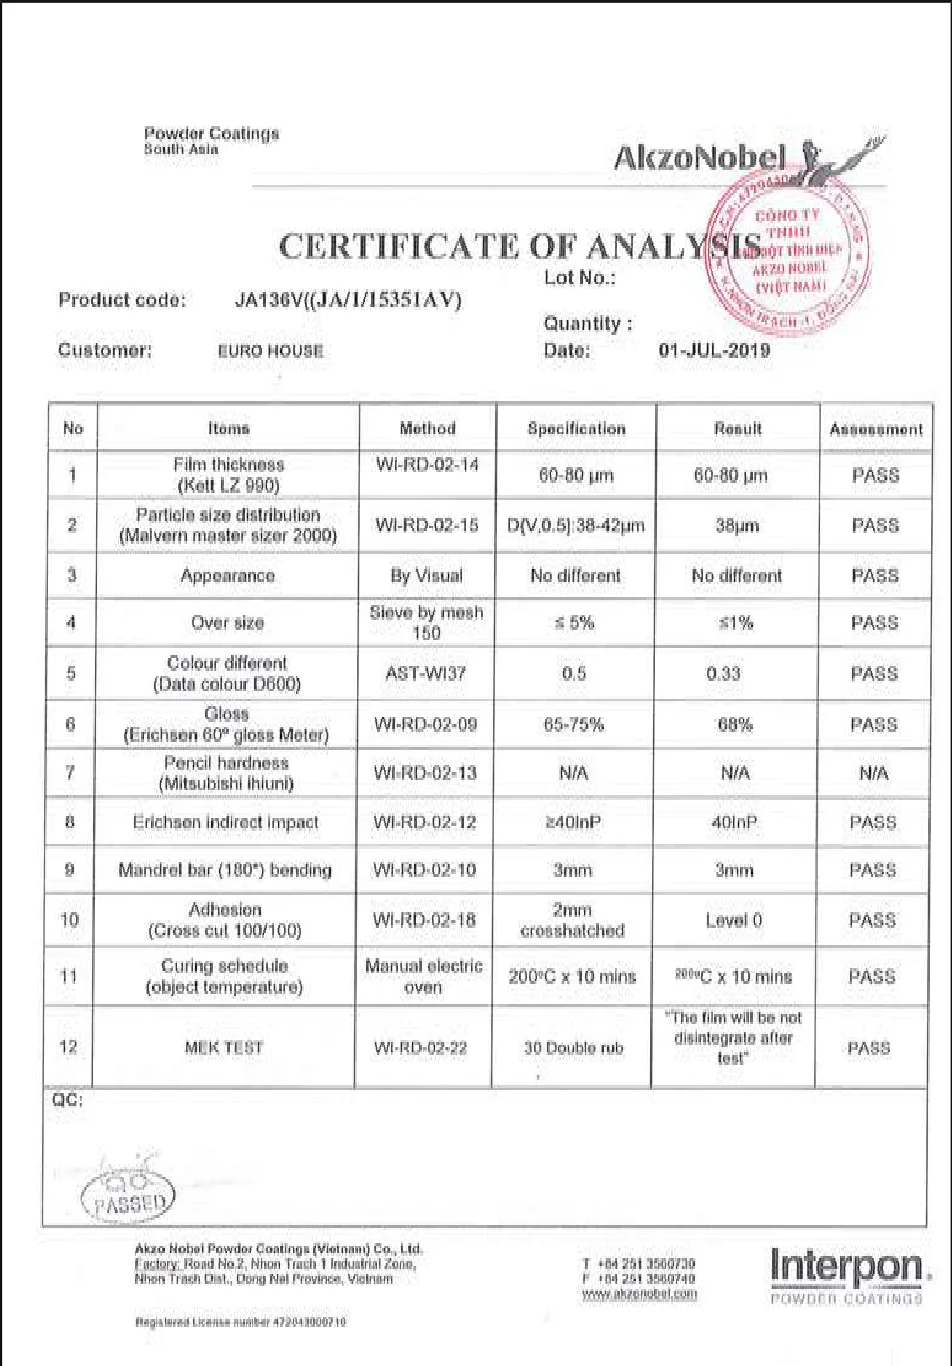 Powder Coatings
South Asia
AkzoNobel
CÔNG TY
TNHH
SƠN BỘT TĨNH ĐIỆN
AKZO NOBEL
(VIỆT NAM)
CERTIFICATE OF ANALYSIS
Lot No.:
Product code: JA136V((JA/1/15351AV)
Quantity :
Customer: EURO HOUSE
Date: 01-JUL-2019
No Items Method Specification Result Assessment
1 Film thickness (Kett LZ 990) WI-RD-02-14 60-80 µm 60-80 µm PASS
2 Particle size distribution (Malvern master sizer 2000) WI-RD-02-15 D(V,0.5):38-42µm 38µm PASS
3 Appearance By Visual No different No different PASS
4 Over size Sieve by mesh 150 ≤ 5% ≤1% PASS
5 Colour different (Data colour D600) AST-WI37 0.5 0.33 PASS
6 Gloss (Erichsen 60º gloss Meter) WI-RD-02-09 65-75% 68% PASS
7 Pencil hardness (Mitsubishi ihiuni) WI-RD-02-13 N/A N/A N/A
8 Erichsen indirect impact WI-RD-02-12 ≥40InP 40InP PASS
9 Mandrel bar (180°) bending WI-RD-02-10 3mm 3mm PASS
10 Adhesion (Cross cut 100/100) WI-RD-02-18 2mm crosshatched Level 0 PASS
11 Curing schedule (object temperature) Manual electric oven 200ºC x 10 mins 200ºC x 10 mins PASS
12 MEK TEST WI-RD-02-22 30 Double rub "The film will be not disintegrate after test" PASS
QC:
PASSED
Akzo Nobel Powder Coatings (Vietnam) Co., Ltd.
Factory: Road No.2, Nhon Trach 1 Industrial Zone,
Nhon Trach Dist., Dong Nai Province, Vietnam
T +84 251 3560730
F +84 251 3560740
www.akzonobel.com
Interpon.
POWDER COATINGS
Registered License number 472043000710